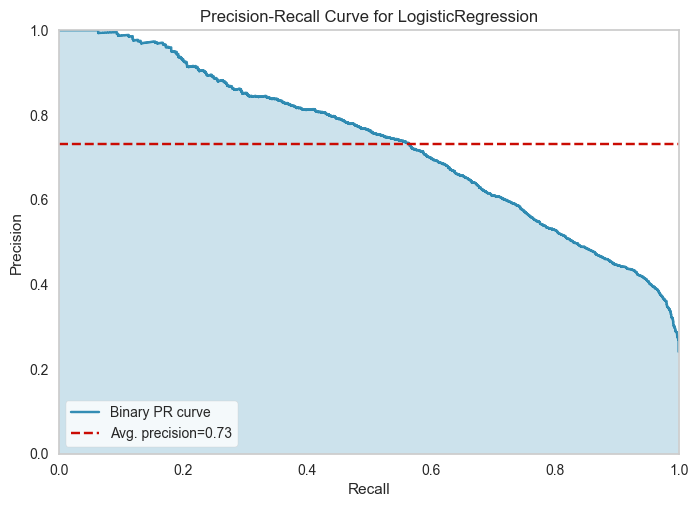 Precision-Recall Curve for LogisticRegression
1.0
0.8
0.6
0.4
0.2
0.0
Precision
Binary PR curve
Avg. precision=0.73
0.0 0.2 0.4 0.6 0.8 1.0
Recall